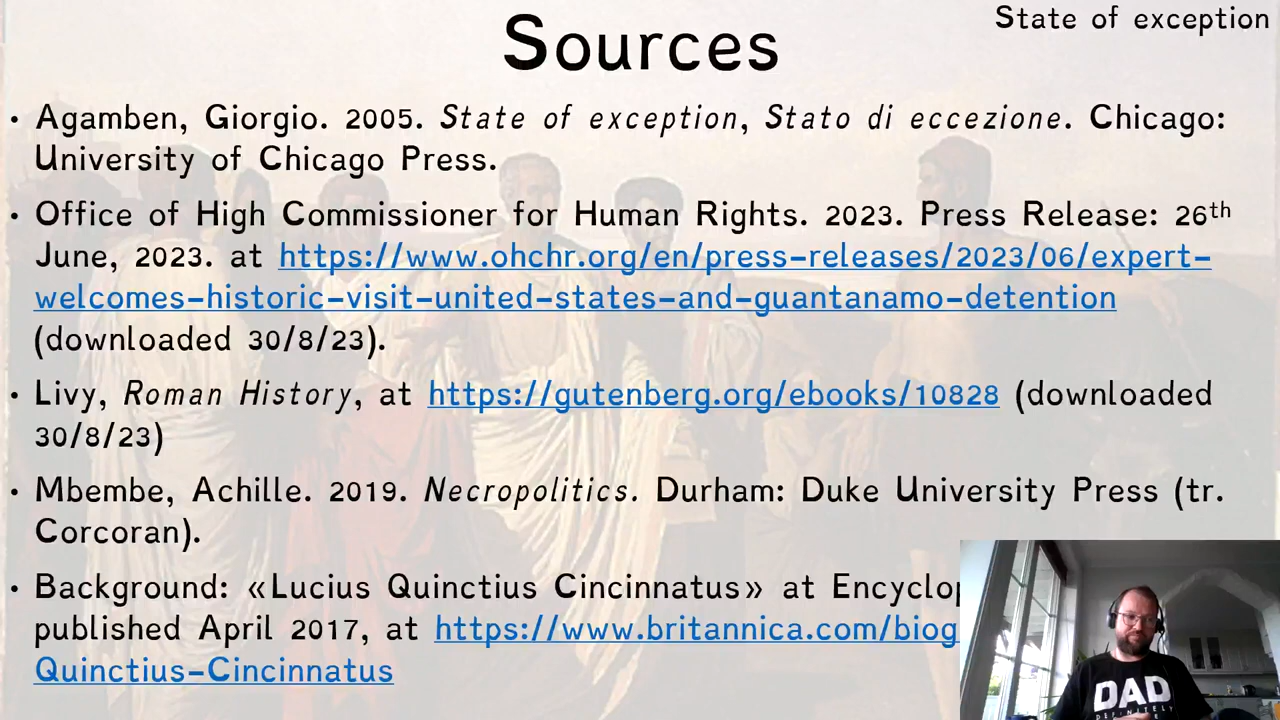 State of exception
Sources
• Agamben, Giorgio. 2005. State of exception, Stato di eccezione. Chicago:
University of Chicago Press.
• Office of High Commissioner for Human Rights. 2023. Press Release: 26th
June, 2023. at https://www.ohchr.org/en/press-releases/2023/06/expert-
welcomes-historic-visit-united-states-and-guantanamo-detention
(downloaded 30/8/23).
• Livy, Roman History, at https://gutenberg.org/ebooks/10828 (downloaded
30/8/23)
• Mbembe, Achille. 2019. Necropolitics. Durham: Duke University Press (tr.
Corcoran).
• Background: «Lucius Quinctius Cincinnatus» at Encyclop
published April 2017, at https://www.britannica.com/biog
Quinctius-Cincinnatus
DAD
DEFINITELY